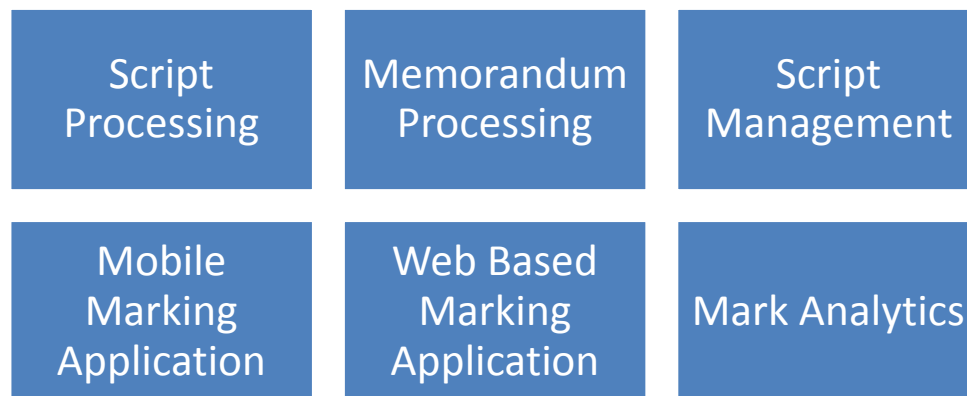 Script
Processing
Memorandum
Processing
Script
Management
Mobile
Marking
Application
Web Based
Marking
Application
Mark Analytics